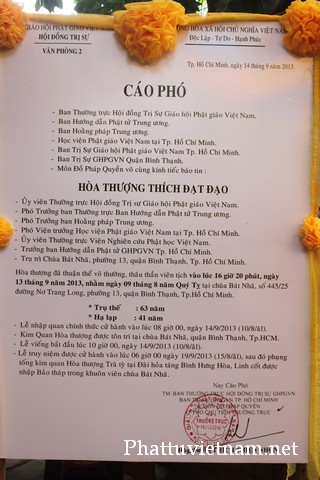 GIÁO HỘI PHẬT GIÁO VIỆT NAM
HỘI ĐỒNG TRỊ SỰ
VĂN PHÒNG 2
CỘNG HÒA XÃ HỘI CHỦ NGHĨA VIỆT NAM
Độc Lập - Tự Do - Hạnh Phúc
Tp. Hồ Chí Minh, ngày 14 tháng 9 năm 2013
CÁO PHÓ
- Ban Thường trực Hội đồng Trị Sự Giáo hội Phật giáo Việt Nam.
- Ban Hướng dẫn Phật tử Trung ương.
- Ban Hoằng pháp Trung ương.
- Học viện Phật giáo Việt Nam Tp. Hồ Chí Minh.
- Ban Trị Sự Giáo hội Phật giáo Việt Nam Tp. Hồ Chí Minh.
- Ban Trị Sự GHPGVN Quận Bình Thạnh.
- Môn Đồ Pháp Quyến vô cùng kính tiếc báo tin :
HÒA THƯỢNG THÍCH ĐẠT ĐẠO
- Ủy viên Thường trực Hội đồng Trị sự Giáo hội Phật giáo Việt Nam.
- Phó Trưởng ban Thường trực Ban Hướng dẫn Phật tử Trung ương.
- Phó Trưởng ban Hoằng pháp Trung ương.
- Phó Viện trưởng Học viện Phật giáo Việt Nam tại Tp. Hồ Chí Minh.
- Ủy viên Thường trực Viện Nghiên cứu Phật học Việt Nam.
- Trưởng ban Hướng dẫn Phật tử GHPGVN Tp. Hồ Chí Minh.
- Trụ trì Chùa Bát Nhã, phường 13, quận Bình Thạnh, Tp. Hồ Chí Minh.
Hòa thượng đã thuận thế vô thường, thâu thần viên tịch vào lúc 16 giờ 20 phút, ngày
13 tháng 9 năm 2013, nhằm ngày 09 tháng 8 năm Quý Tỵ tại chùa Bát Nhã, số 445/25
đường Nơ Trang Long, phường 13, quận Bình Thạnh, Tp.Hồ Chí Minh.
* Trụ thế : 63 năm
* Hạ lạp : 41 năm
- Lễ nhập quan chính thức cử hành vào lúc 08 giờ 00, ngày 14/9/2013 (10/8/âl).
- Kim Quan Hòa thượng được tôn trí tại chùa Bát Nhã, quận Bình Thạnh, Tp.HCM.
- Lễ viếng bắt đầu lúc 10 giờ 00, ngày 14/9/2013 (10/8/âl).
- Lễ truy niệm được cử hành vào lúc 06 giờ 00 ngày 19/9/2013 (15/8/âl), sau đó phụng
tống kim quan Hòa thượng Trà tỳ tại Đài hỏa táng Bình Hưng Hòa, Linh cốt được
nhập Bảo tháp trong khuôn viên chùa Bát Nhã.
Nay Cáo Phó
TM. BAN THƯỜNG TRỰC HỘI ĐỒNG TRỊ SỰ GHPGVN
THƯỜNG TRỰC
Phattuvietnam.net